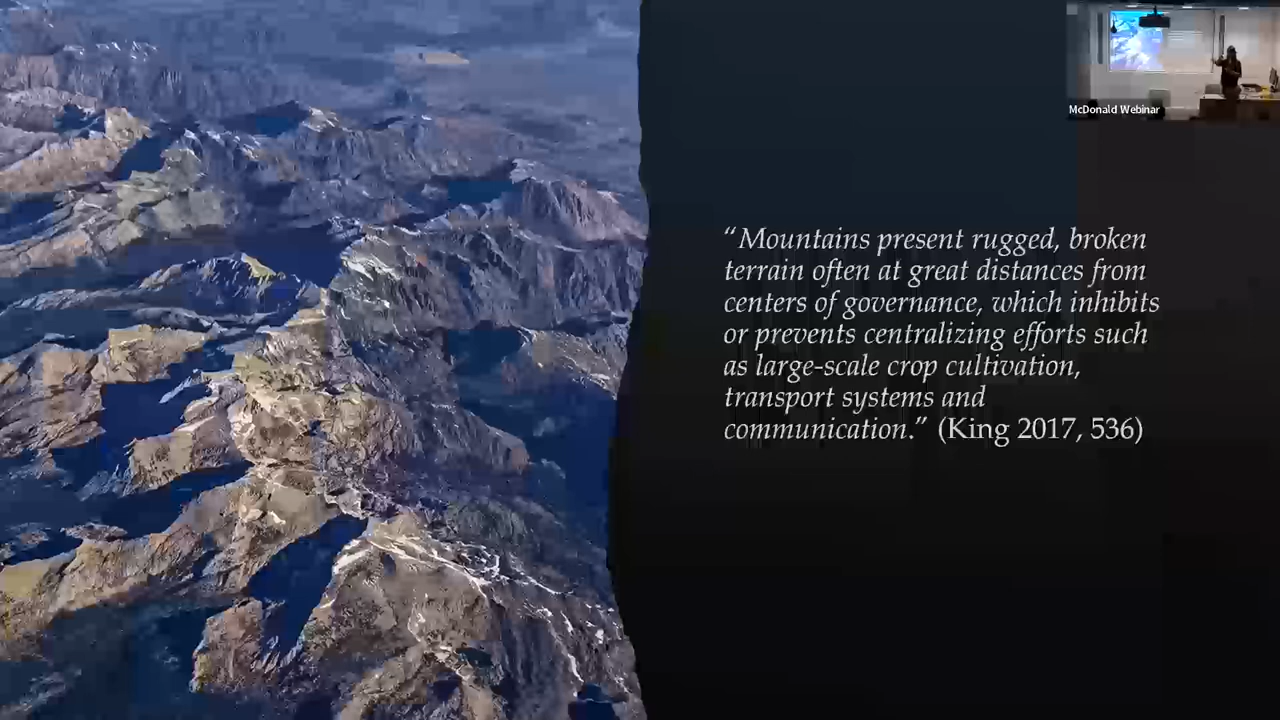 McDonald Webinar
“Mountains present rugged, broken
terrain often at great distances from
centers of governance, which inhibits
or prevents centralizing efforts such
as large-scale crop cultivation,
transport systems and
communication.” (King 2017, 536)